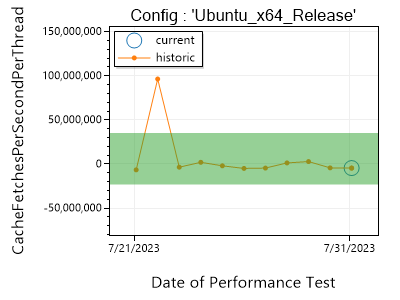 Config : 'Ubuntu_x64_Release'
CacheFetchesPerSecondPerThread
150,000,000
100,000,000
50,000,000
0
-50,000,000
current
historic
7/21/2023
7/31/2023
Date of Performance Test